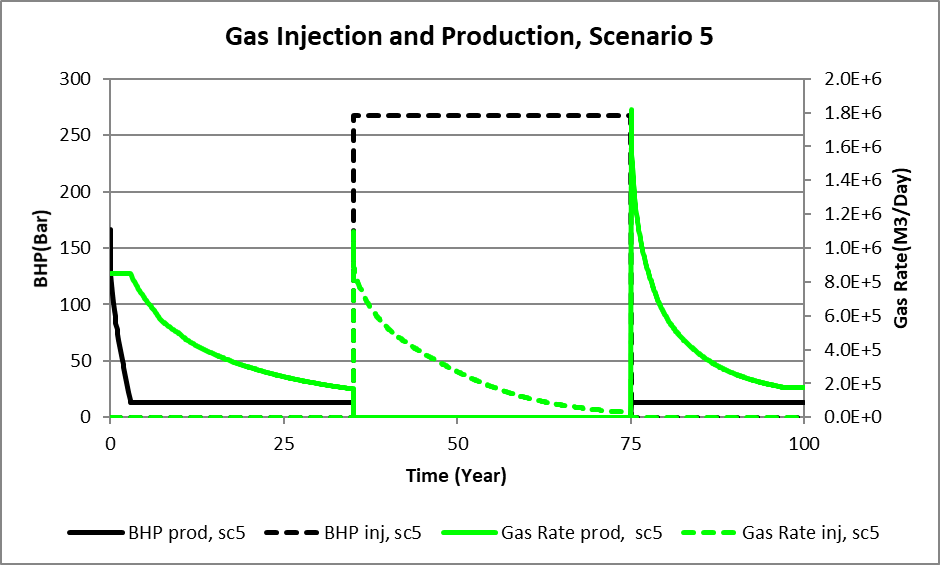 Gas Injection and Production, Scenario 5
300
250
200
150
100
50
0
BHP(Bar)
2.0E+6
1.8E+6
1.6E+6
1.4E+6
1.2E+6
1.0E+6
8.0E+5
6.0E+5
4.0E+5
2.0E+5
0.0E+0
Gas Rate(M3/Day)
0 25 50 75 100
Time (Year)
BHP prod, sc5 BHP inj, sc5 Gas Rate prod, sc5 Gas Rate inj, sc5